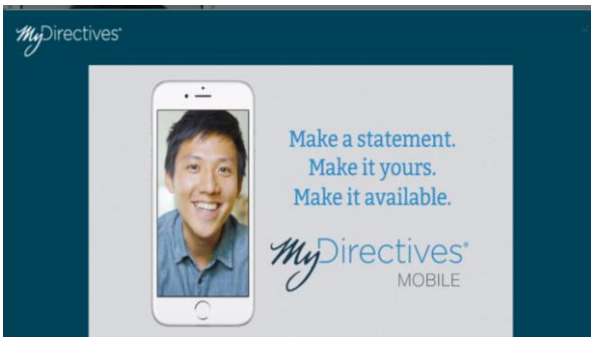 MyDirectives®
Make a statement.
Make it yours.
Make it available.
MyDirectives®
MOBILE